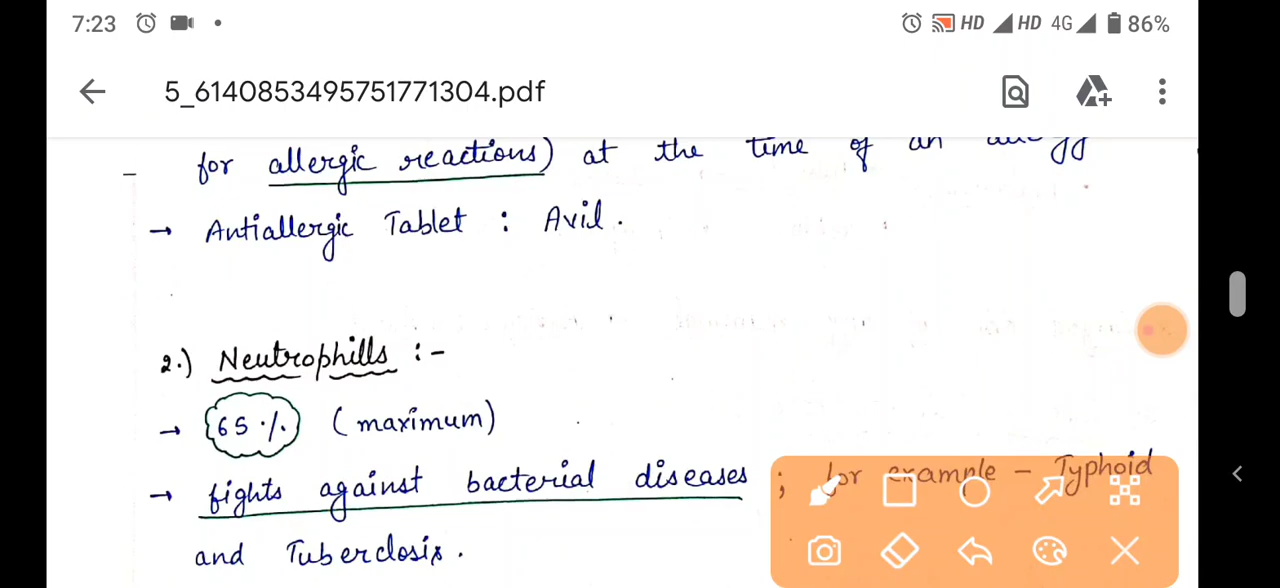 7:23 HD HD 4G 86%
5_6140853495751771304.pdf
for allergic reactions) at the time of an
→ Antiallergic Tablet : Avil.
2.) Neutrophills :-
→ 65 % (maximum)
→ fights against bacterial diseases ; for example - Typhoid
and Tuberclosis.